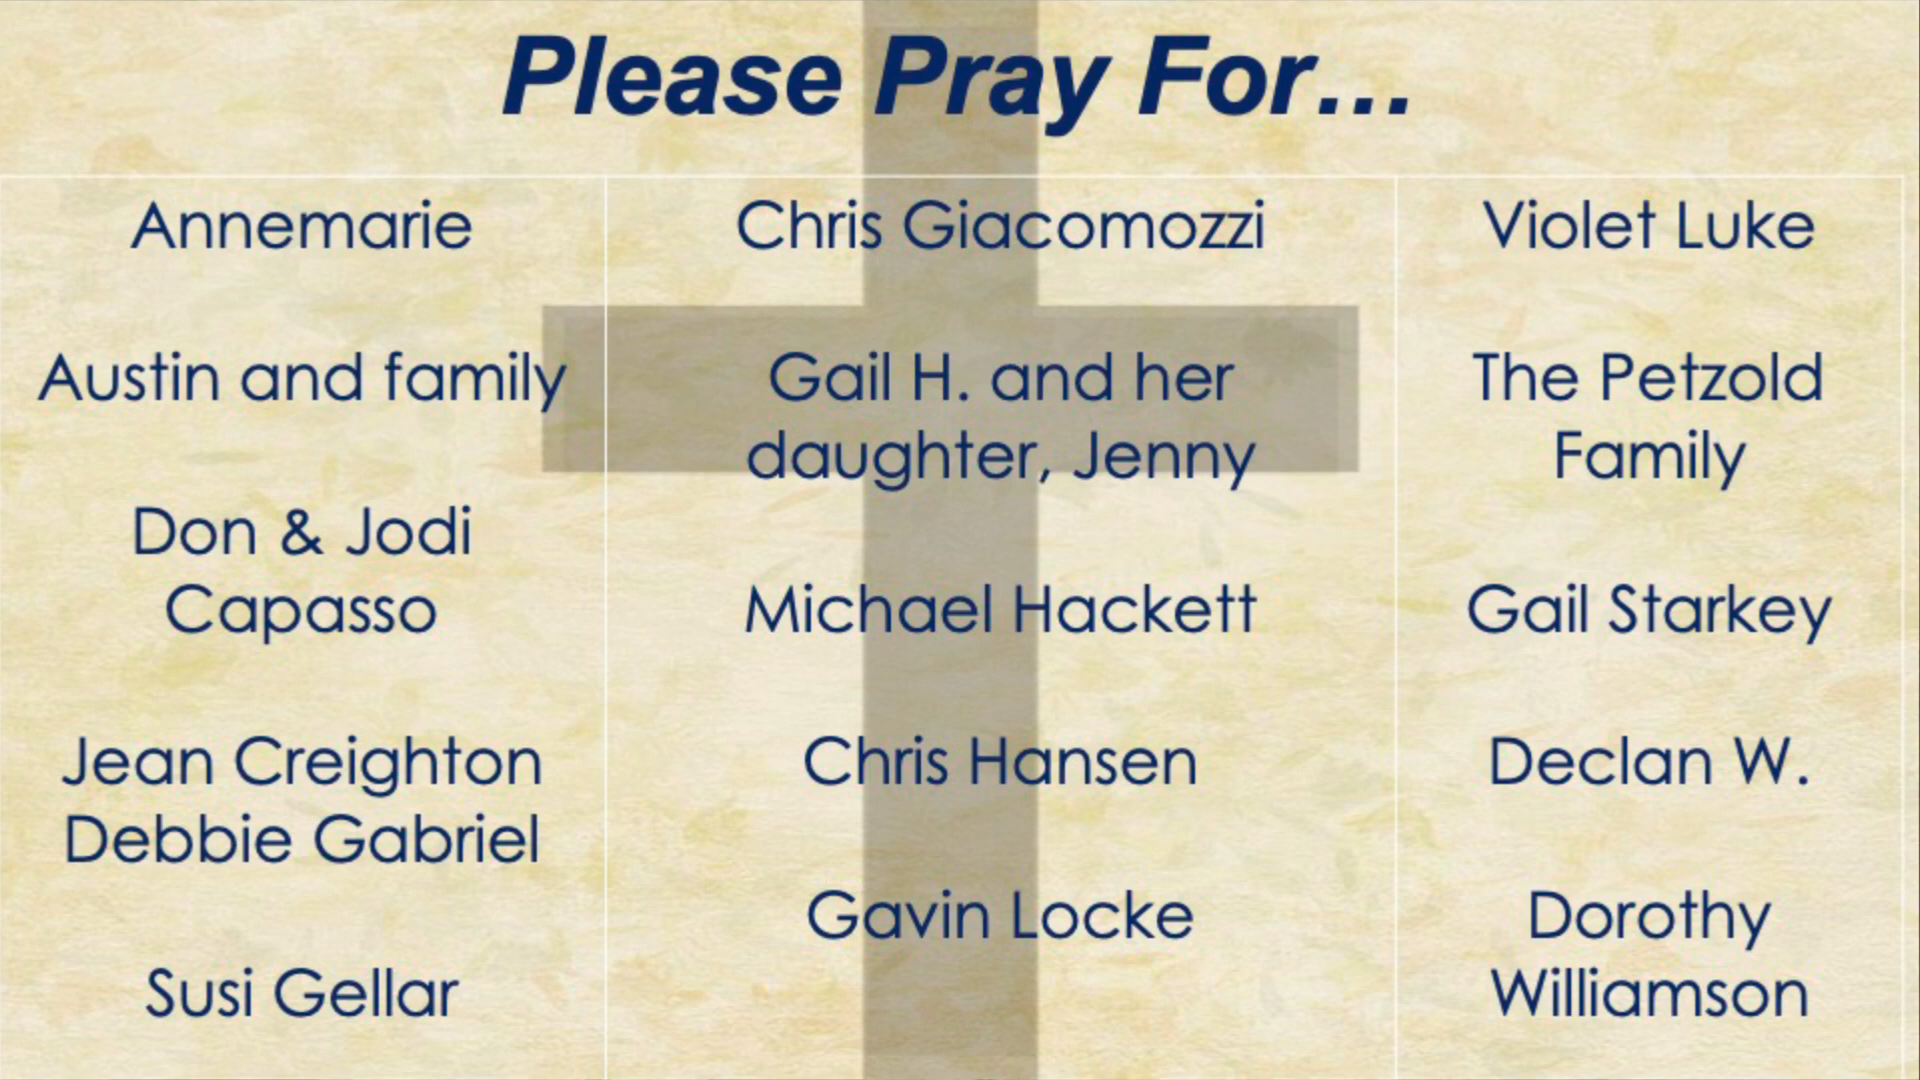 Please Pray For...
Annemarie
Austin and family
Don & Jodi
Capasso
Jean Creighton
Debbie Gabriel
Susi Gellar
Chris Giacomozzi
Gail H. and her
daughter, Jenny
Michael Hackett
Chris Hansen
Gavin Locke
Violet Luke
The Petzold
Family
Gail Starkey
Declan W.
Dorothy
Williamson